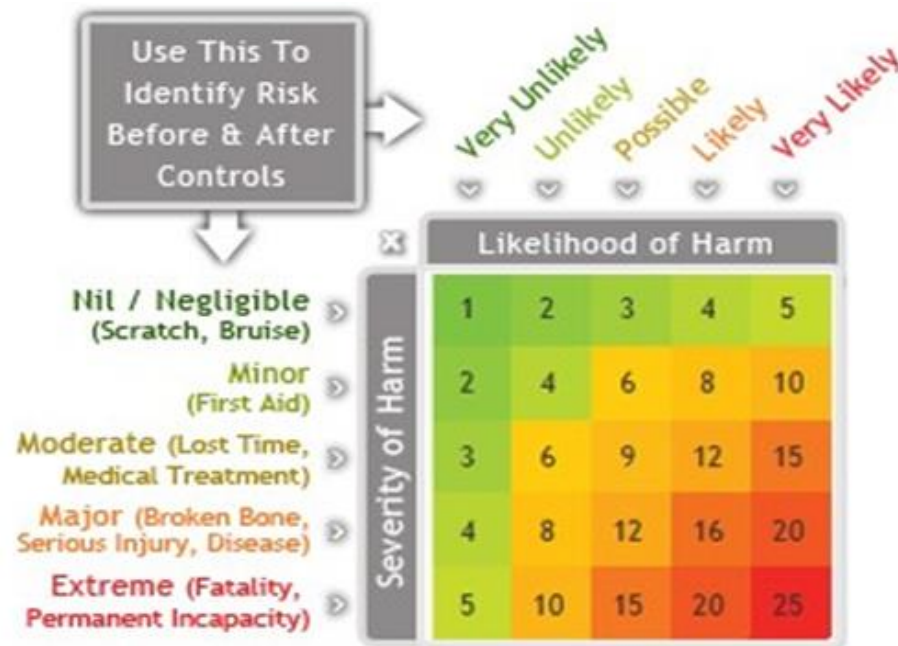 Use This To
Identify Risk
Before & After
Controls
Very Unlikely
Unlikely
Possible
Likely
Very Likely
x
Likelihood of Harm
Severity of Harm
Nil / Negligible
(Scratch, Bruise)
1 2 3 4 5
Minor
(First Aid)
2 4 6 8 10
Moderate (Lost Time,
Medical Treatment)
3 6 9 12 15
Major (Broken Bone,
Serious Injury, Disease)
4 8 12 16 20
Extreme (Fatality,
Permanent Incapacity)
5 10 15 20 25